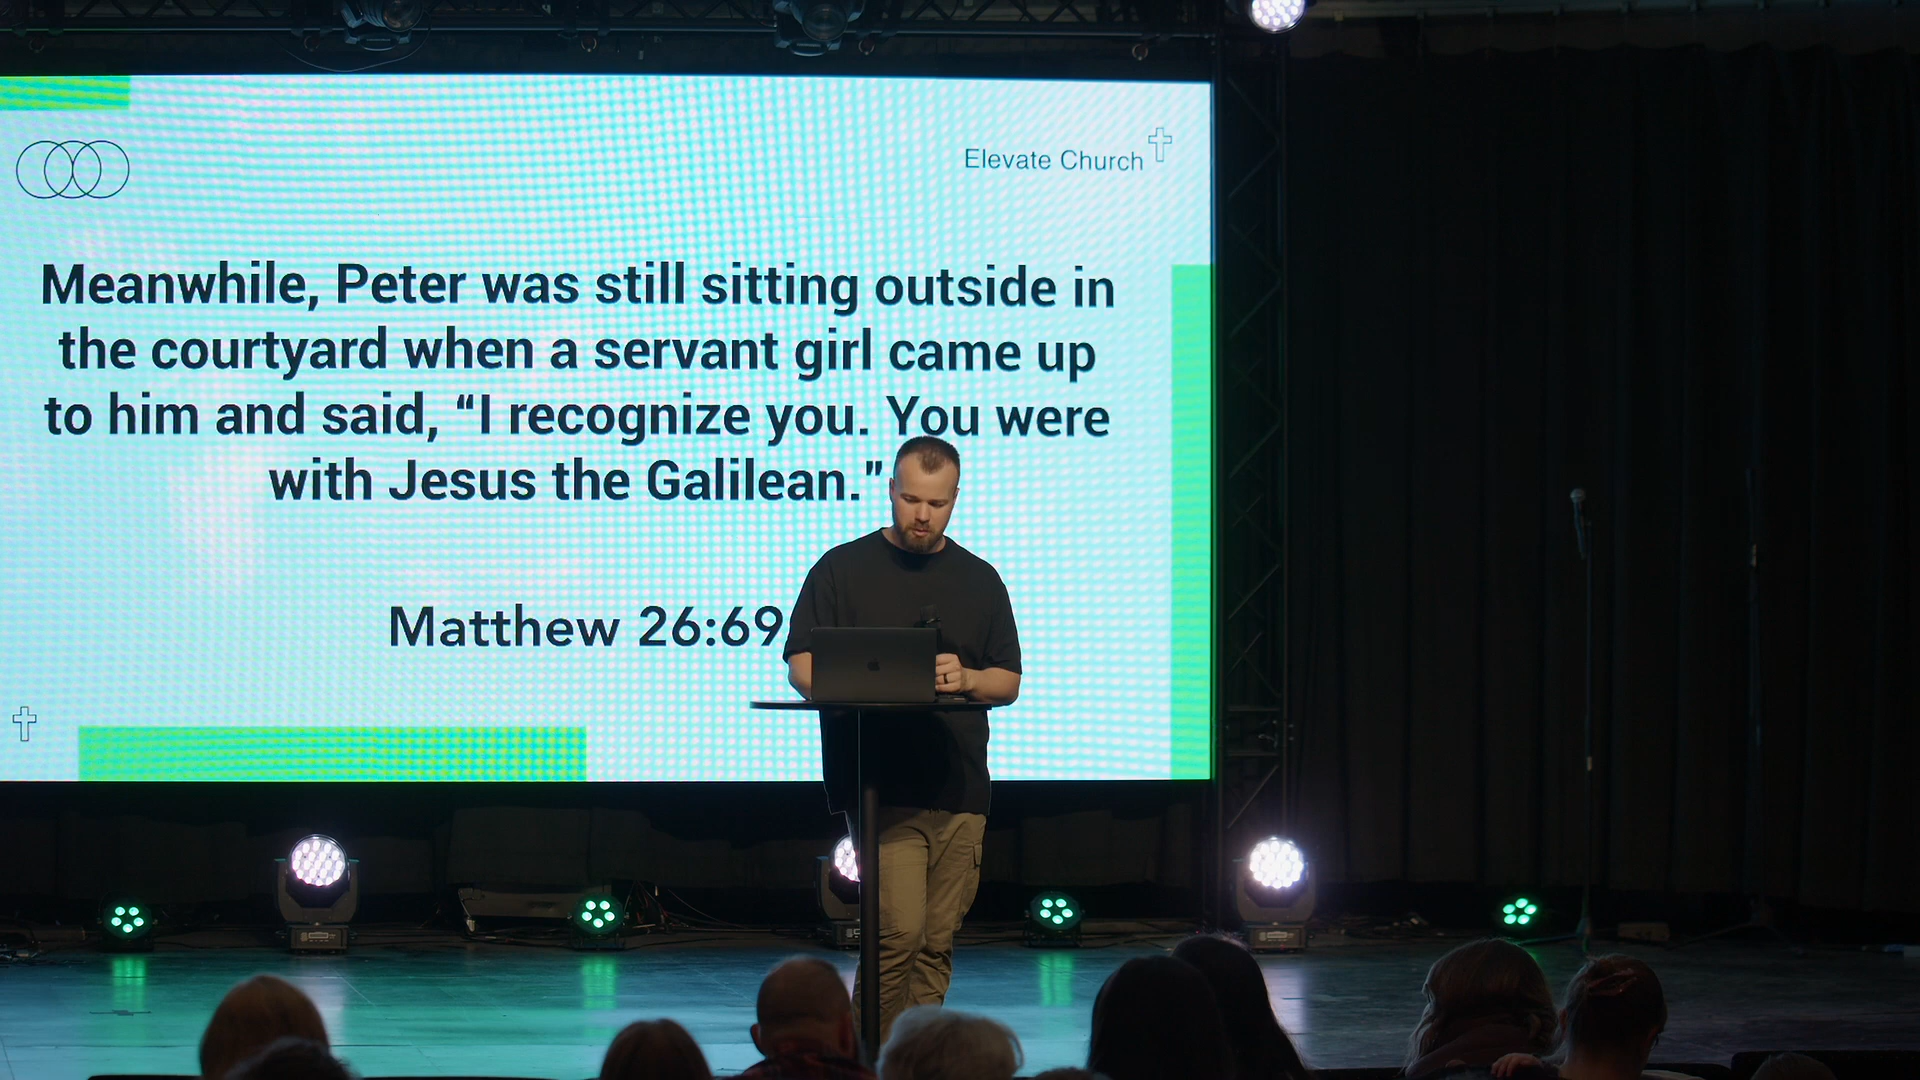 Elevate Church
Meanwhile, Peter was still sitting outside in
the courtyard when a servant girl came up
to him and said, “I recognize you. You were
with Jesus the Galilean.”
Matthew 26:69